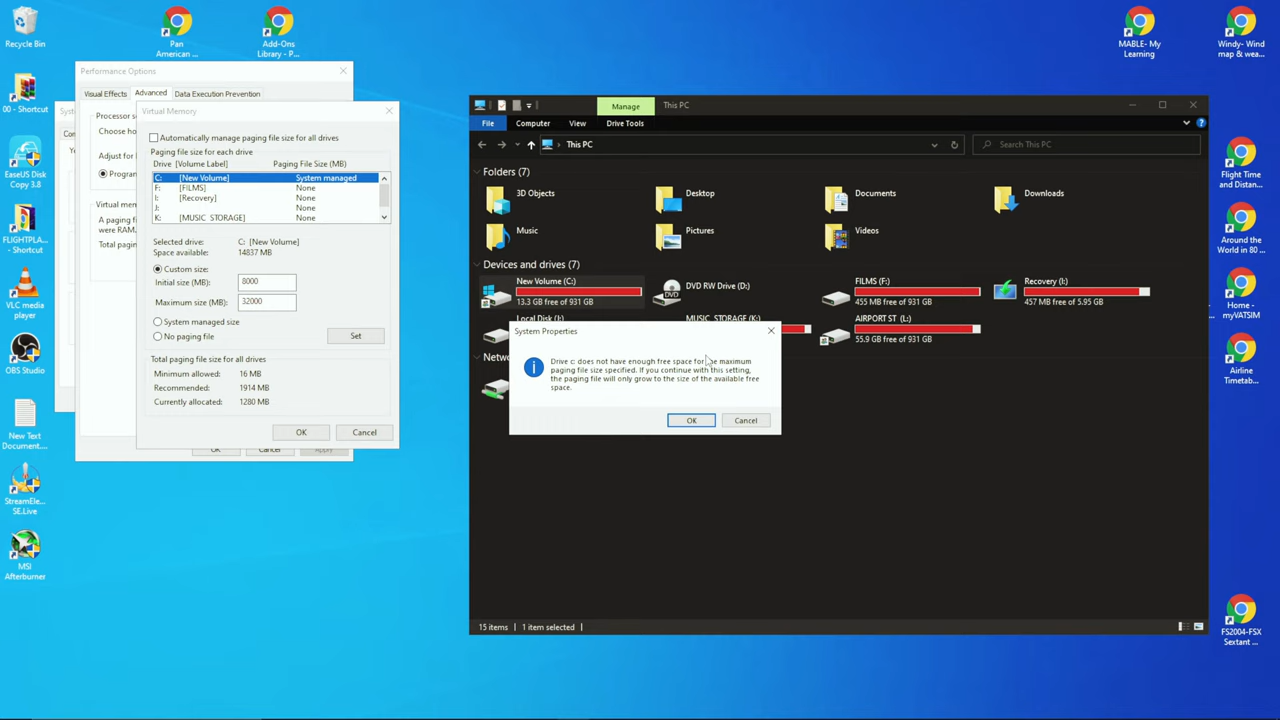 Recycle Bin
Pan
American ...
Add-Ons
Library - P...
MABLE- My
Learning
Windy- Wind
map & wea...
00 - Shortcut
EaseUS Disk
Copy 3.8
FLIGHTPLA...
- Shortcut
VLC media
player
OBS Studio
New Text
Document...
StreamEle...
SE.Live
MSI
Afterburner
Flight Time
and Distan...
Around the
World in 80 ...
Home -
myVATSIM
Airline
Timetab...
FS2004-FSX
Sextant ...
Performance Options
Visual Effects
Advanced
Data Execution Prevention
Processor s
Choose ho
Adjust for
Program
Virtual mem
A paging f
were RAM.
Total pagin
OK
Cancel
Apply
Virtual Memory
Automatically manage paging file size for all drives
Paging file size for each drive
Drive [Volume Label] Paging File Size (MB)
C: [New Volume] System managed
F: [FILMS] None
I: [Recovery] None
J: None
K: [MUSIC STORAGE] None
Selected drive: C: [New Volume]
Space available: 14837 MB
Custom size:
Initial size (MB): 8000
Maximum size (MB): 32000
System managed size
No paging file
Set
Total paging file size for all drives
Minimum allowed: 16 MB
Recommended: 1914 MB
Currently allocated: 1280 MB
OK
Cancel
Manage
This PC
File
Computer
View
Drive Tools
This PC
Search This PC
Folders (7)
3D Objects
Desktop
Documents
Downloads
Music
Pictures
Videos
Devices and drives (7)
New Volume (C:)
13.3 GB free of 931 GB
DVD RW Drive (D:)
FILMS (F:)
455 MB free of 931 GB
Recovery (I:)
457 MB free of 5.95 GB
Local Disk (J:)
MUSIC STORAGE (K:)
AIRPORT ST (L:)
55.9 GB free of 931 GB
Netw
System Properties
Drive c: does not have enough free space for the maximum
paging file size specified. If you continue with this setting,
the paging file will only grow to the size of the available free
space.
OK
Cancel
15 items
1 item selected